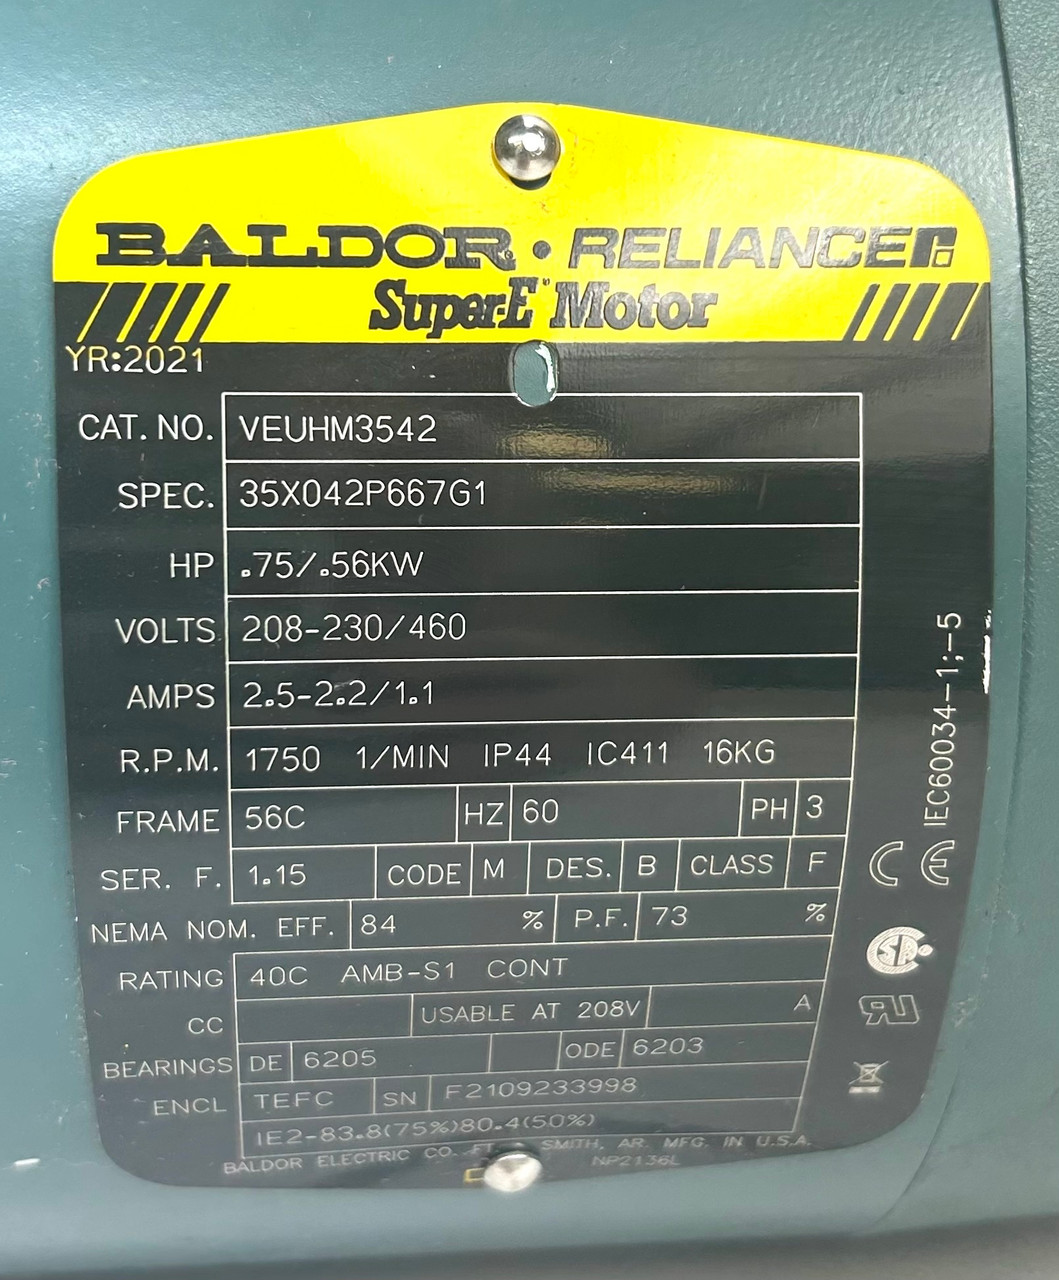 BALDOR • RELIANCE
Super-E Motor
YR:2021
CAT. NO. VEUHM3542
SPEC. 35X042P667G1
HP .75/.56KW
VOLTS 208-230/460
AMPS 2.5-2.2/1.1
R.P.M. 1750 1/MIN IP44 IC411 16KG
FRAME 56C HZ 60 PH 3
SER. F. 1.15 CODE M DES. B CLASS F
NEMA NOM. EFF. 84 % P.F. 73 %
RATING 40C AMB-S1 CONT
CC USABLE AT 208V A
BEARINGS DE 6205 ODE 6203
ENCL TEFC SN F2109233998
IE2-83.8(75%)80.4(50%)
BALDOR ELECTRIC CO. FT. SMITH, AR. MFG. IN U.S.A.
NP2136L
IEC60034-1;-5
CE
SA
RU